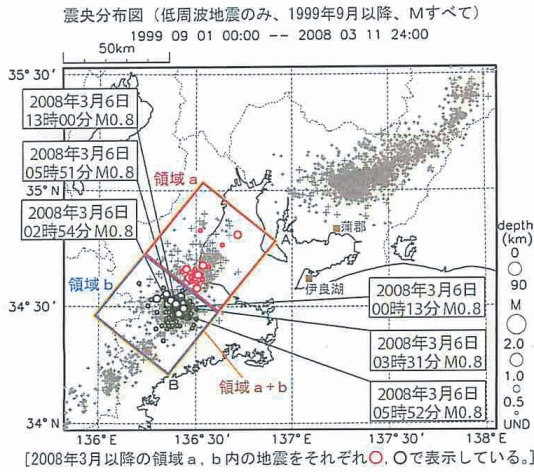 震央分布図(低周波地震のみ、1999年9月以降、Mすべて)
1999 09 01 00:00 -- 2008 03 11 24:00
50km
35° 30'
2008年3月6日
13時00分 M0.8
2008年3月6日
05時51分 M0.8
領域a
35° N
2008年3月6日
02時54分 M0.8
A
蒲郡
伊良湖
depth
(km)
0
90
M
2.0
1.0
0.5
UND
領域b
34° 30'
2008年3月6日
00時13分 M0.8
2008年3月6日
03時31分 M0.8
2008年3月6日
05時52分 M0.8
B
領域a+b
34° N
136° E
136° 30'
137° E
137° 30'
138° E
[2008年3月以降の領域a, b内の地震をそれぞれ○, ○で表示している。]